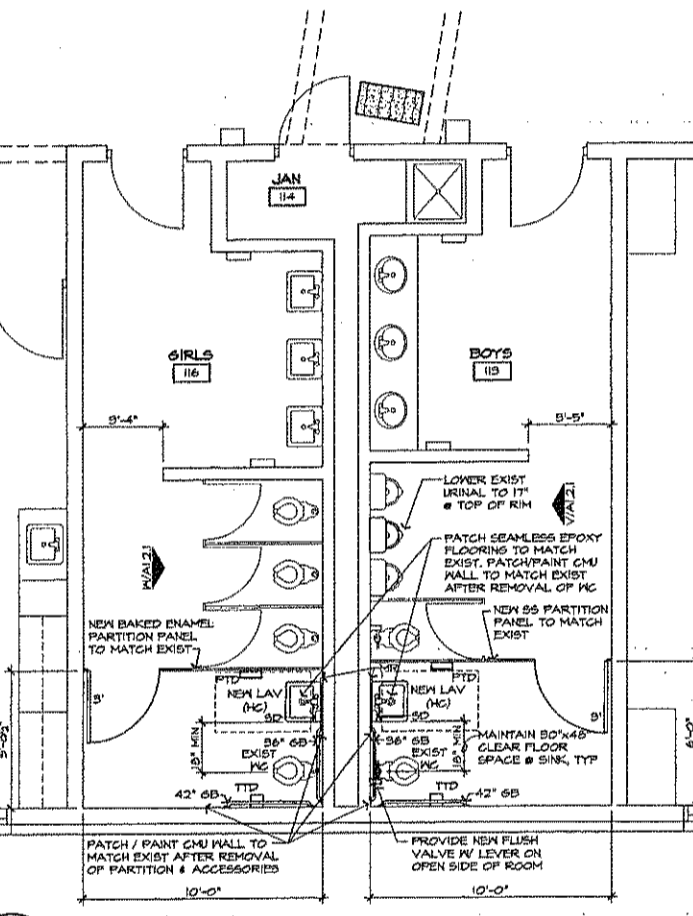 JAN
114
GIRLS
116
BOYS
113
9'-4"
5'-5"
LOWER EXIST
URINAL TO 17"
@ TOP OF RIM
V/A12.1
W/A12.1
PATCH SEAMLESS EPOXY
FLOORING TO MATCH
EXIST. PATCH/PAINT CMU
WALL TO MATCH EXIST
AFTER REMOVAL OF WC
NEW BAKED ENAMEL
PARTITION PANEL
TO MATCH EXIST
NEW SS PARTITION
PANEL TO MATCH
EXIST
PTD
NEW LAV
(HC)
SD
18" MIN
36" GB
EXIST
WC
TTD
42" GB
MIR
PTD
NEW LAV
(HC)
SD
36" GB
EXIST
WC
18" MIN
TTD
42" GB
MAINTAIN 30"x48"
CLEAR FLOOR
SPACE @ SINK, TYP
PATCH / PAINT CMU WALL TO
MATCH EXIST AFTER REMOVAL
OF PARTITION & ACCESSORIES
PROVIDE NEW FLUSH
VALVE W/ LEVER ON
OPEN SIDE OF ROOM
10'-0"
10'-0"